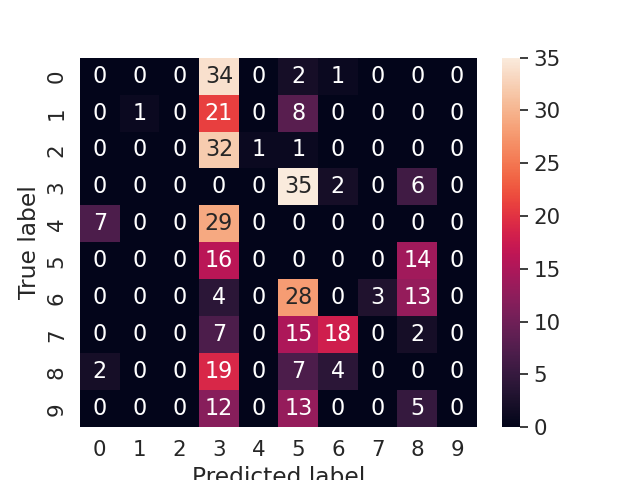 0 0 0 0 34 0 2 1 0 0 0 35
1 0 1 0 21 0 8 0 0 0 0 30
2 0 0 0 32 1 1 0 0 0 0 25
3 0 0 0 0 0 35 2 0 6 0
4 7 0 0 29 0 0 0 0 0 0 20
5 0 0 0 16 0 0 0 0 14 0 15
6 0 0 0 4 0 28 0 3 13 0 10
7 0 0 0 7 0 15 18 0 2 0
8 2 0 0 19 0 7 4 0 0 0 5
9 0 0 0 12 0 13 0 0 5 0 0
True label
0 1 2 3 4 5 6 7 8 9
Predicted label